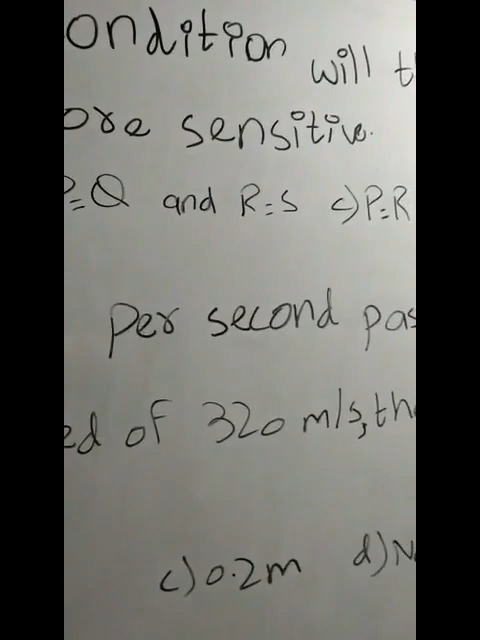 ondition will t
ore sensitive.
P=Q and R=S c) P=R
per second pas
ed of 320 m/s, th
c) 0.2m d) N